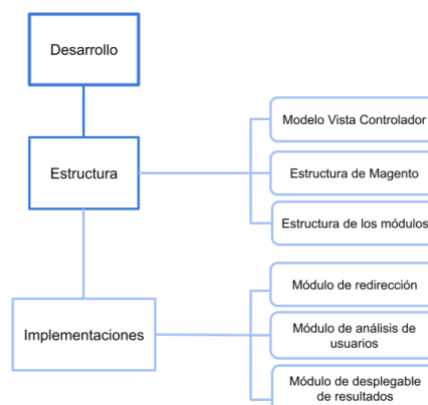 Desarrollo
Modelo Vista Controlador
Estructura
Estructura de Magento
Estructura de los módulos
Módulo de redirección
Implementaciones
Módulo de análisis de
usuarios
Módulo de desplegable
de resultados